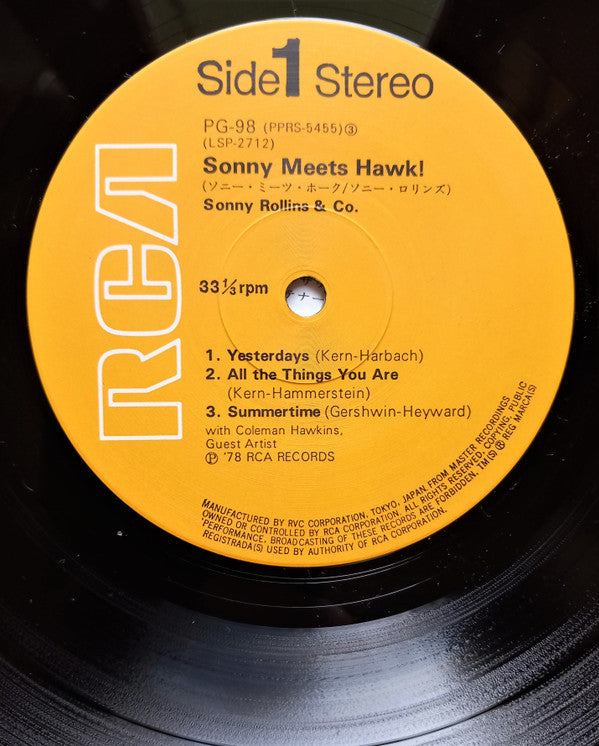 Side 1 Stereo
PG-98 (PPRS-5455)③
(LSP-2712)
Sonny Meets Hawk!
(ソニー・ミーツ・ホーク/ソニー・ロリンズ)
Sonny Rollins & Co.
RCA
33⅓ rpm
1. Yesterdays (Kern-Harbach)
2. All the Things You Are
(Kern-Hammerstein)
3. Summertime (Gershwin-Heyward)
with Coleman Hawkins,
Guest Artist
℗ '78 RCA RECORDS
MANUFACTURED BY RVC CORPORATION, TOKYO, JAPAN, FROM MASTER RECORDINGS
OWNED OR CONTROLLED BY RCA CORPORATION. ALL RIGHTS RESERVED, COPYING, PUBLIC
PERFORMANCE, BROADCASTING OF THESE RECORDS ARE FORBIDDEN. TM(S) ® REG MARCA(S)
REGISTRADA(S) USED BY AUTHORITY OF RCA CORPORATION.